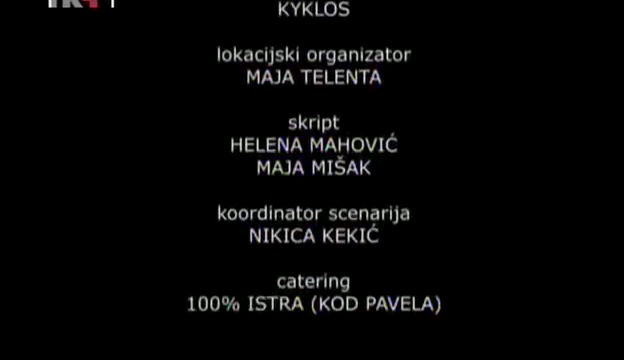 KYKLOS
lokacijski organizator
MAJA TELENTA
skript
HELENA MAHOVIĆ
MAJA MIŠAK
koordinator scenarija
NIKICA KEKIĆ
catering
100% ISTRA (KOD PAVELA)